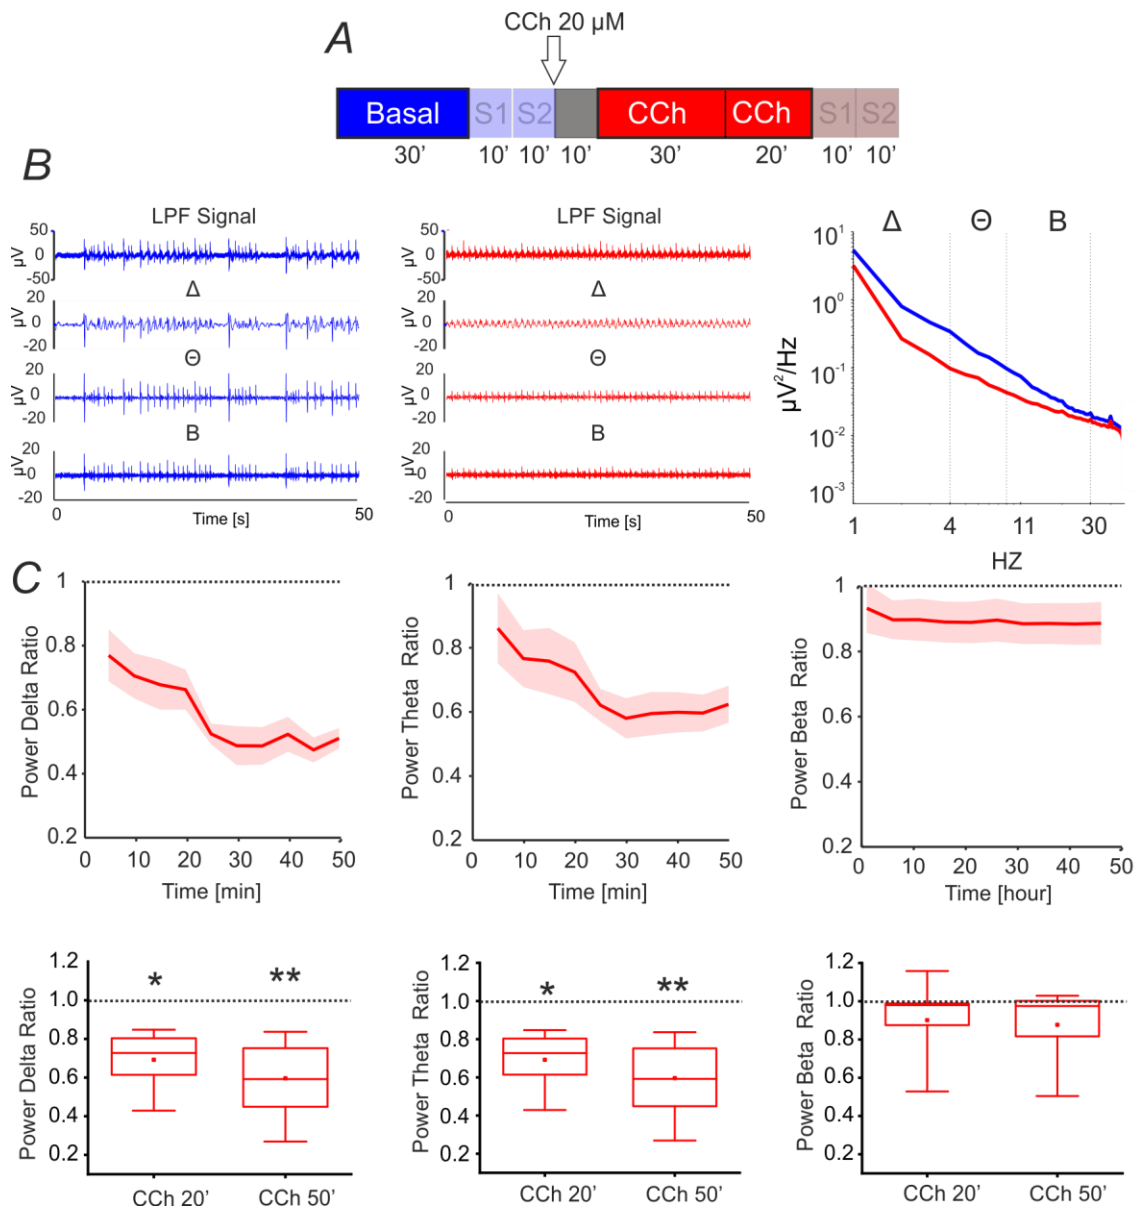 CCh 20 µM
A
Basal S1 S2 CCh CCh S1 S2
30’ 10’ 10’ 10’ 30’ 20’ 10’ 10’
B
LPF Signal
50
0
-50
µV
Δ
20
0
-20
µV
Θ
20
0
-20
µV
B
20
0
-20
µV
0 50
Time [s]
LPF Signal
50
0
-50
µV
Δ
20
0
-20
µV
Θ
20
0
-20
µV
B
20
0
-20
µV
0 50
Time [s]
Δ Θ B
10¹
10⁰
10⁻¹
10⁻²
10⁻³
µV²/Hz
1 4 11 30
HZ
C
1
0.8
0.6
0.4
0.2
Power Delta Ratio
0 10 20 30 40 50
Time [min]
1
0.8
0.6
0.4
0.2
Power Theta Ratio
0 10 20 30 40 50
Time [min]
1
0.8
0.6
0.4
0.2
Power Beta Ratio
0 10 20 30 40 50
Time [hour]
1.2
1.0
0.8
0.6
0.4
0.2
Power Delta Ratio
* **
CCh 20’ CCh 50’
1.2
1.0
0.8
0.6
0.4
0.2
Power Theta Ratio
* **
CCh 20’ CCh 50’
1.2
1.0
0.8
0.6
0.4
0.2
Power Beta Ratio
CCh 20’ CCh 50’